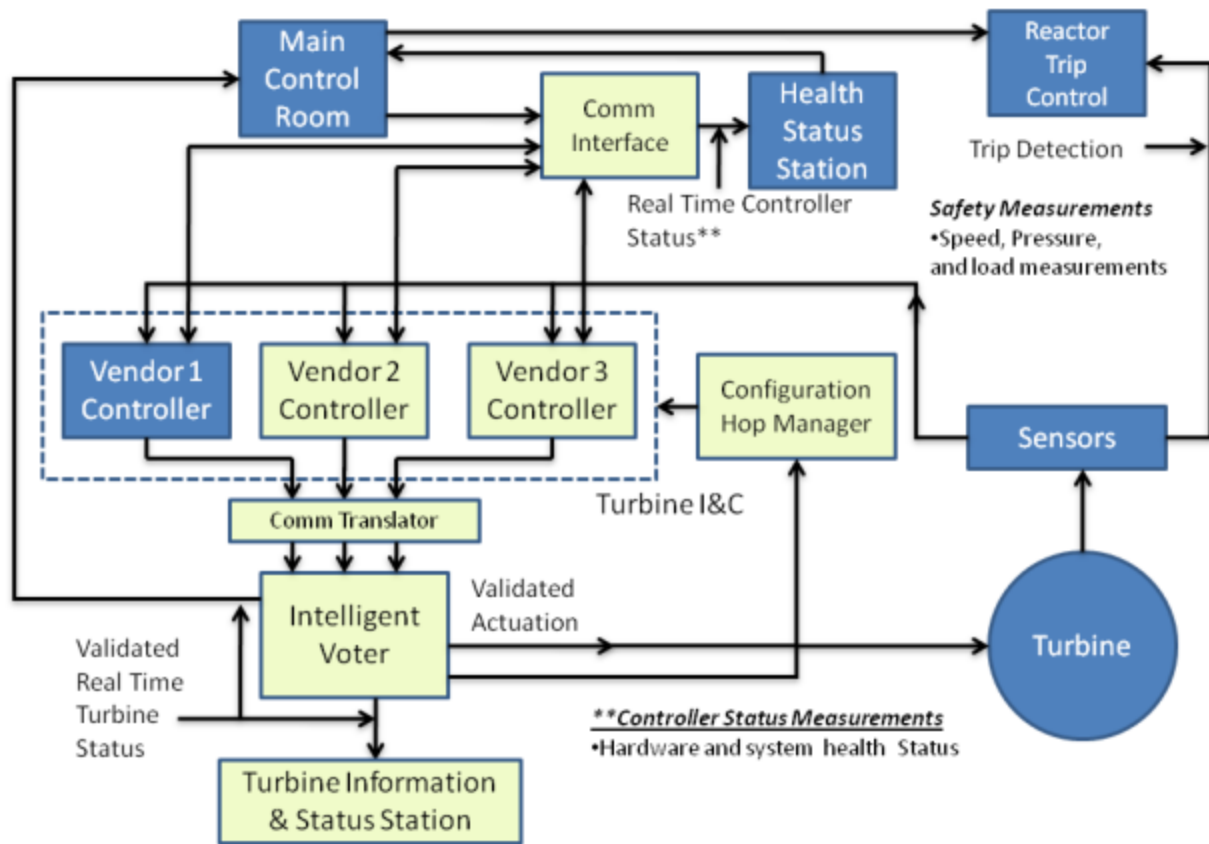 Main
Control
Room
Reactor
Trip
Control
Comm
Interface
Health
Status
Station
Trip Detection
Real Time Controller
Status**
Safety Measurements
•Speed, Pressure,
and load measurements
Vendor 1
Controller
Vendor 2
Controller
Vendor 3
Controller
Configuration
Hop Manager
Sensors
Turbine I&C
Comm Translator
Intelligent
Voter
Validated
Actuation
Turbine
Validated
Real Time
Turbine
Status
**Controller Status Measurements
•Hardware and system health Status
Turbine Information
& Status Station